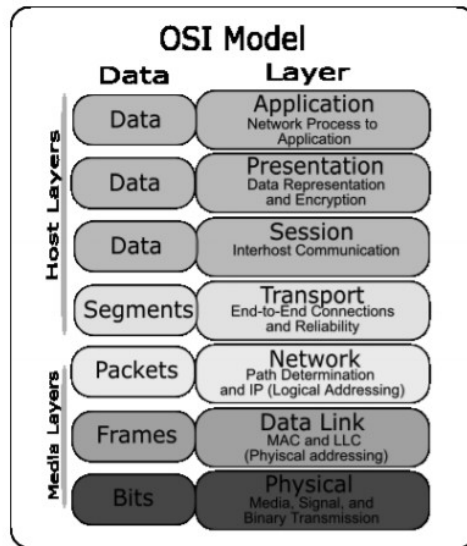 OSI Model
Data Layer
Host Layers
Data
Application
Network Process to
Application
Data
Presentation
Data Representation
and Encryption
Data
Session
Interhost Communication
Segments
Transport
End-to-End Connections
and Reliability
Media Layers
Packets
Network
Path Determination
and IP (Logical Addressing)
Frames
Data Link
MAC and LLC
(Phyiscal addressing)
Bits
Physical
Media, Signal, and
Binary Transmission